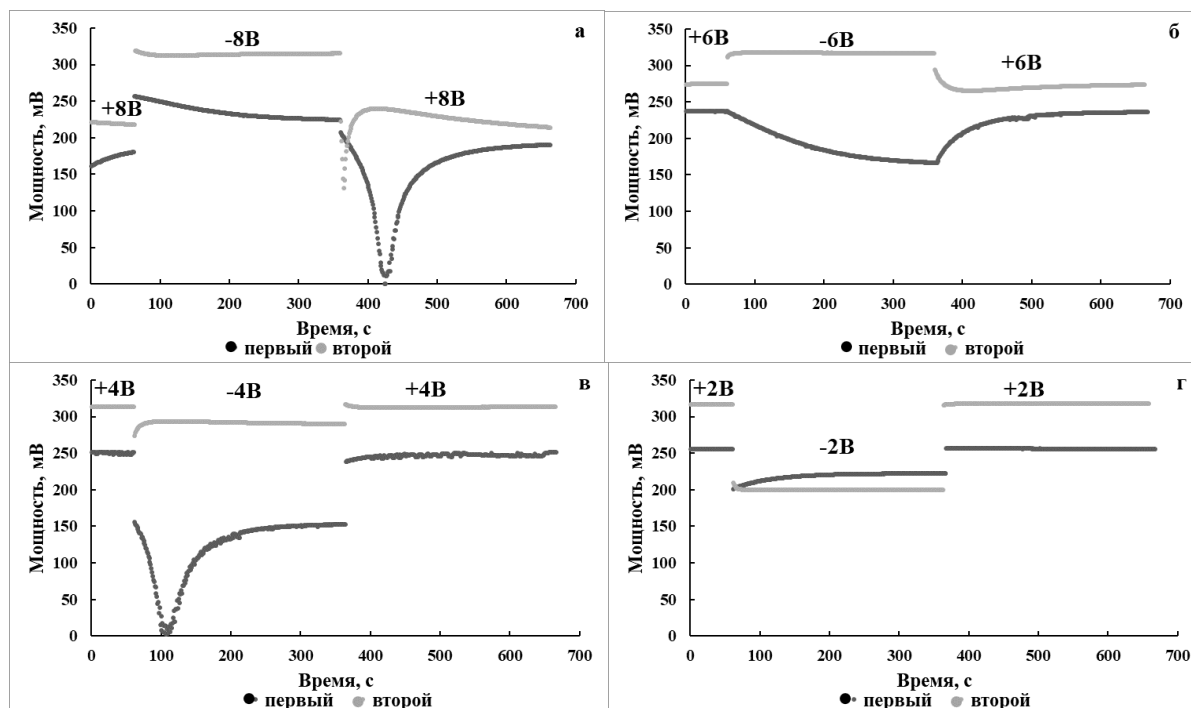 а
Мощность, мВ
350
300
250
200
150
100
50
0
+8В
-8В
+8В
0 100 200 300 400 500 600 700
Время, с
первый второй
б
Мощность, мВ
350
300
250
200
150
100
50
0
+6В
-6В
+6В
0 100 200 300 400 500 600 700
Время, с
первый второй
в
Мощность, мВ
350
300
250
200
150
100
50
0
+4В
-4В
+4В
0 100 200 300 400 500 600 700
Время, с
первый второй
г
Мощность, мВ
350
300
250
200
150
100
50
0
+2В
-2В
+2В
0 100 200 300 400 500 600 700
Время, с
первый второй